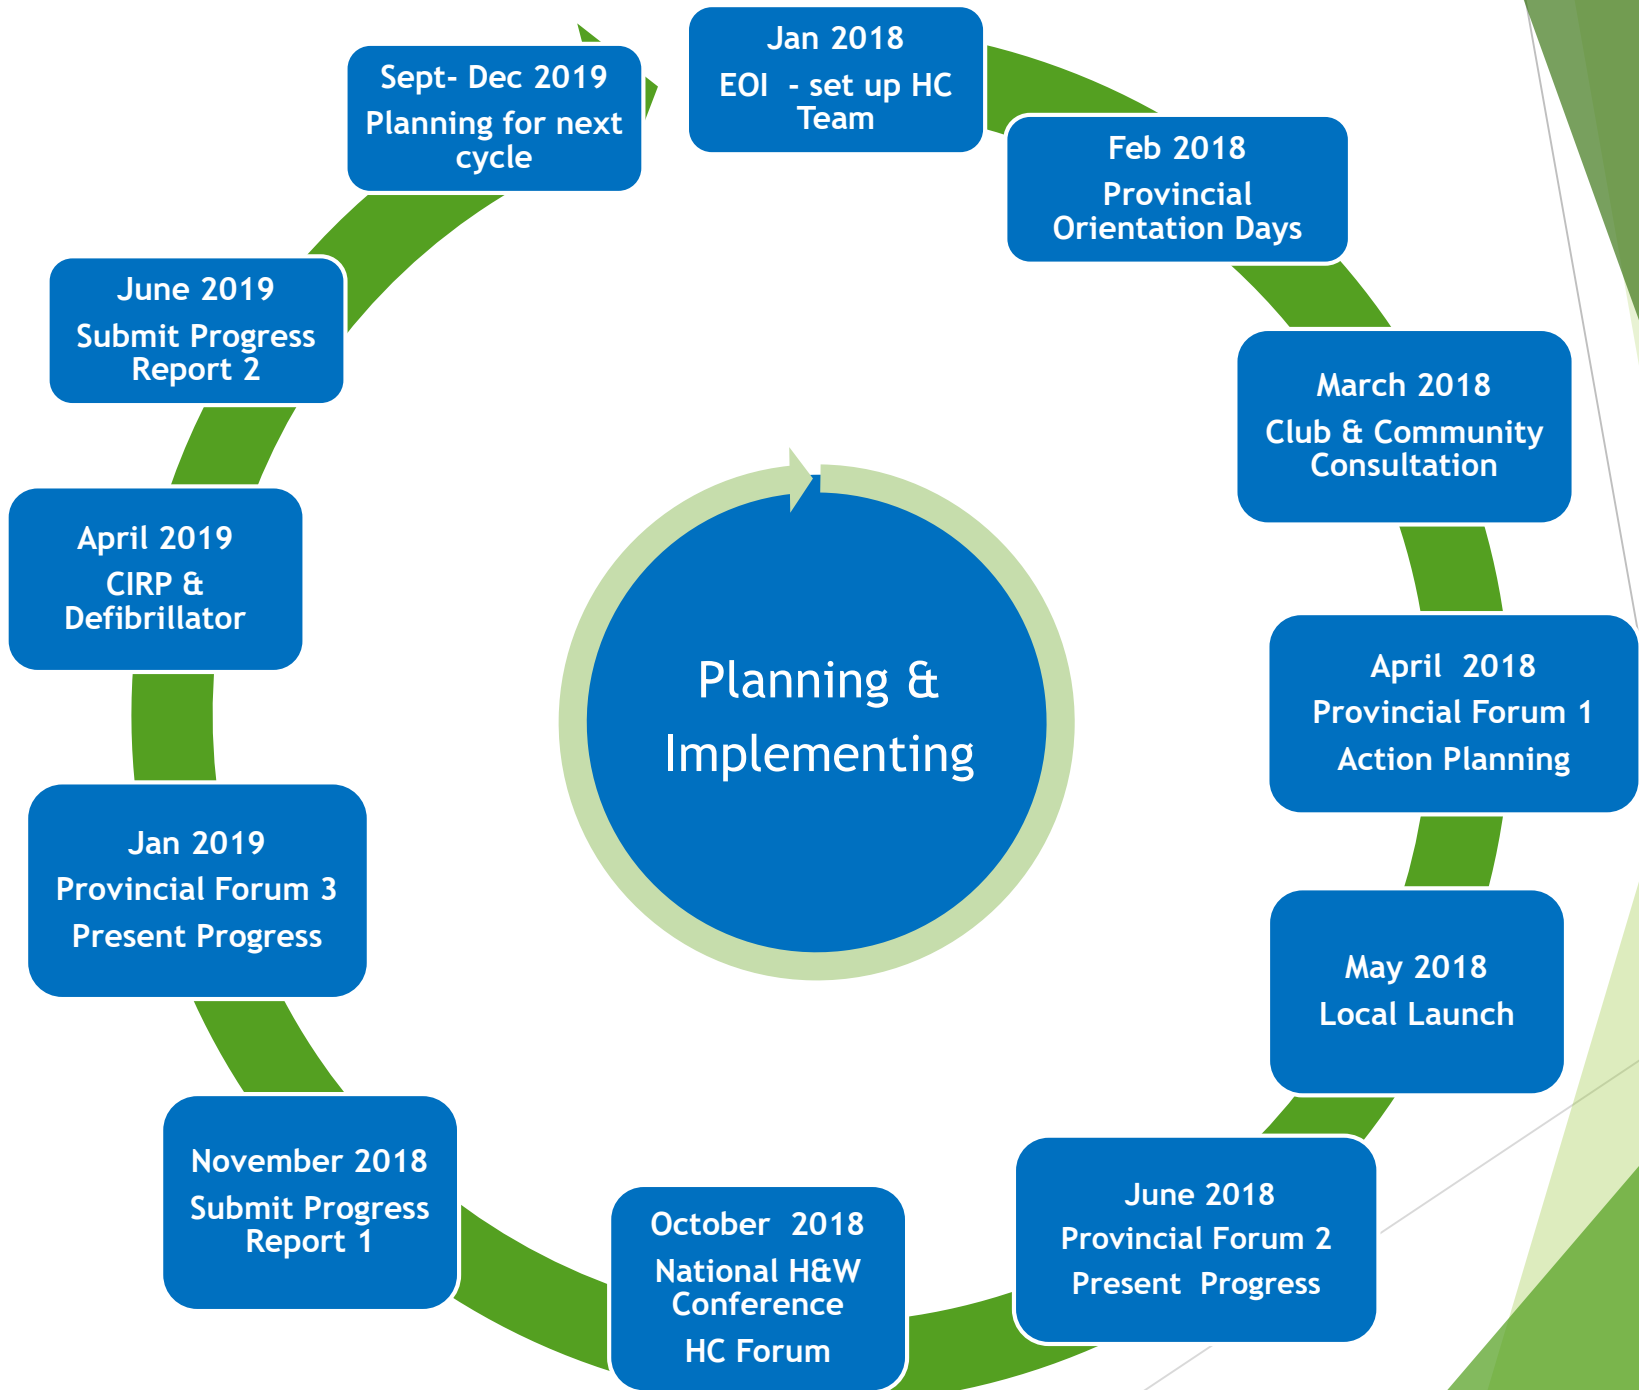 Jan 2018
EOI - set up HC
Team
Feb 2018
Provincial
Orientation Days
March 2018
Club & Community
Consultation
April 2018
Provincial Forum 1
Action Planning
May 2018
Local Launch
June 2018
Provincial Forum 2
Present Progress
October 2018
National H&W
Conference
HC Forum
November 2018
Submit Progress
Report 1
Jan 2019
Provincial Forum 3
Present Progress
April 2019
CIRP &
Defibrillator
June 2019
Submit Progress
Report 2
Sept- Dec 2019
Planning for next
cycle
Planning &
Implementing